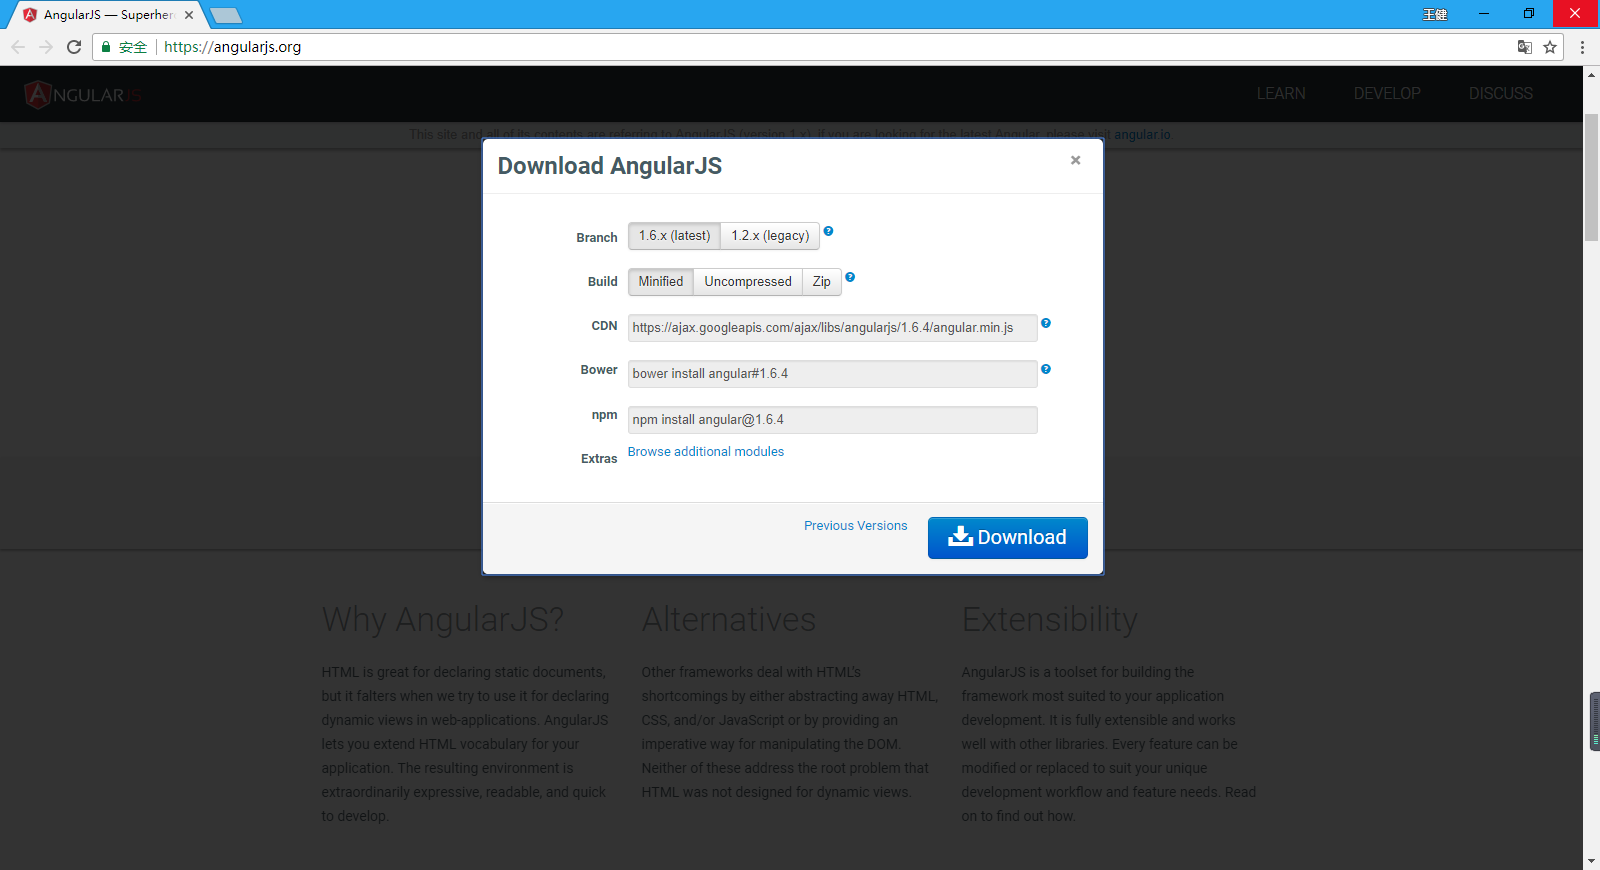 AngularJS — Superher
王健
安全
https://angularjs.org
ANGULARJS
LEARN
DEVELOP
DISCUSS
This site and all of its contents are referring to AngularJS (version 1.x), if you are looking for the latest Angular, please visit angular.io.
Download AngularJS
×
Branch
1.6.x (latest)
1.2.x (legacy)
?
Build
Minified
Uncompressed
Zip
?
CDN
https://ajax.googleapis.com/ajax/libs/angularjs/1.6.4/angular.min.js
?
Bower
bower install angular#1.6.4
?
npm
npm install angular@1.6.4
Extras
Browse additional modules
Previous Versions
Download
Why AngularJS?
HTML is great for declaring static documents,
but it falters when we try to use it for declaring
dynamic views in web-applications. AngularJS
lets you extend HTML vocabulary for your
application. The resulting environment is
extraordinarily expressive, readable, and quick
to develop.
Alternatives
Other frameworks deal with HTML's
shortcomings by either abstracting away HTML,
CSS, and/or JavaScript or by providing an
imperative way for manipulating the DOM.
Neither of these address the root problem that
HTML was not designed for dynamic views.
Extensibility
AngularJS is a toolset for building the
framework most suited to your application
development. It is fully extensible and works
well with other libraries. Every feature can be
modified or replaced to suit your unique
development workflow and feature needs. Read
on to find out how.